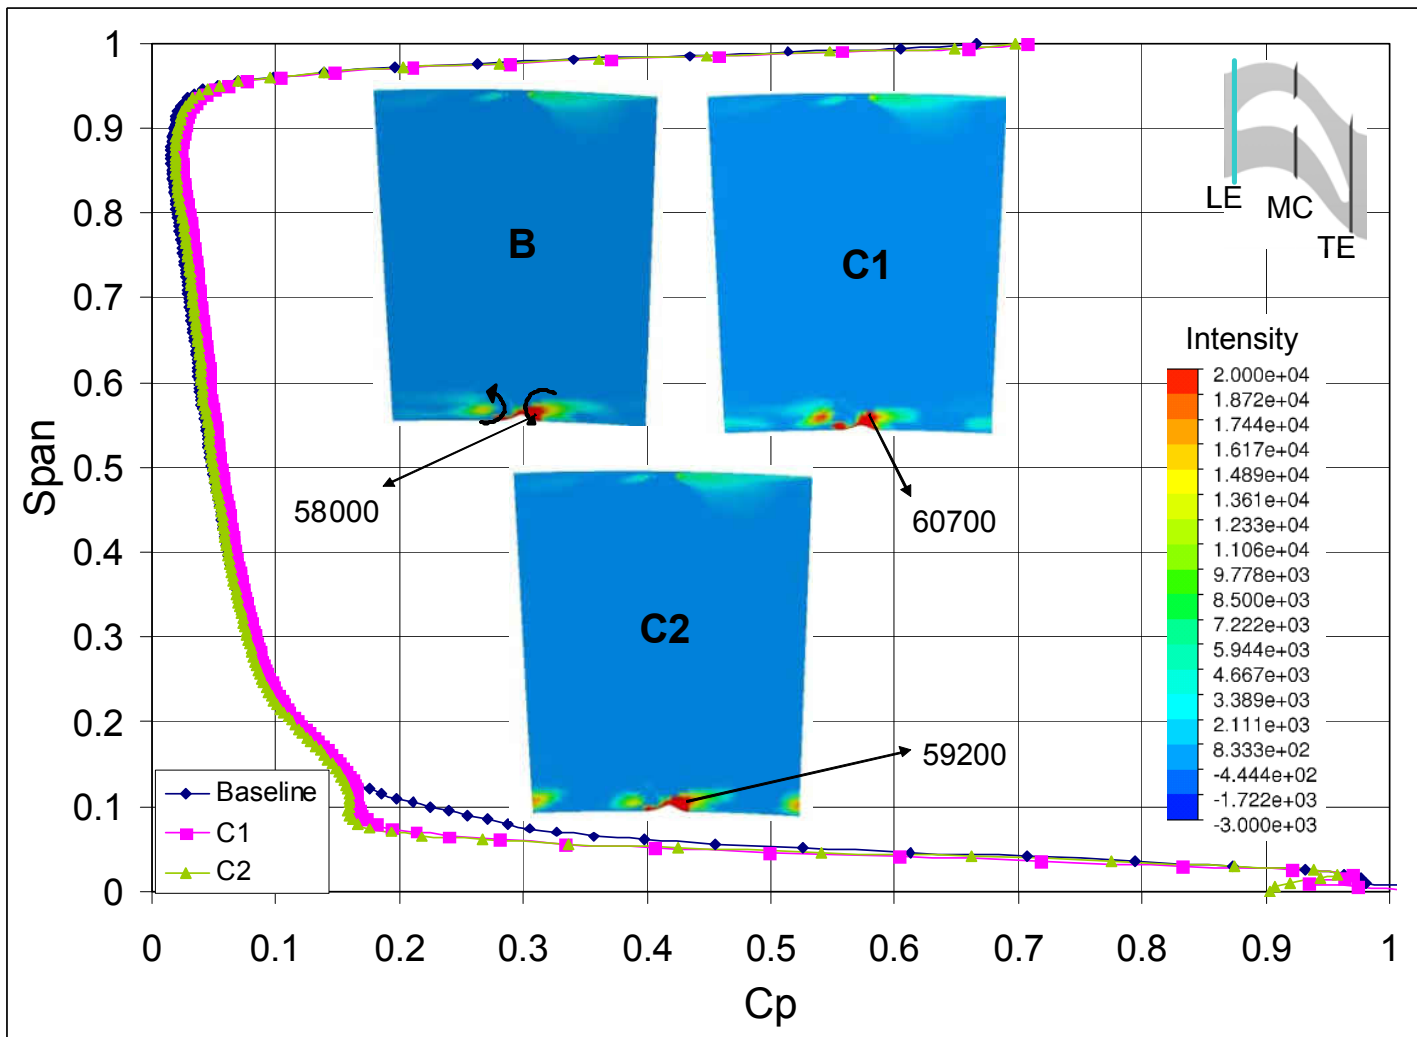 1
0.9
0.8
0.7
0.6
0.5
0.4
0.3
0.2
0.1
0
Span
0 0.1 0.2 0.3 0.4 0.5 0.6 0.7 0.8 0.9 1
Cp
B
C1
C2
58000
60700
59200
LE
MC
TE
Intensity
2.000e+04
1.872e+04
1.744e+04
1.617e+04
1.489e+04
1.361e+04
1.233e+04
1.106e+04
9.778e+03
8.500e+03
7.222e+03
5.944e+03
4.667e+03
3.389e+03
2.111e+03
8.333e+02
-4.444e+02
-1.722e+03
-3.000e+03
Baseline
C1
C2